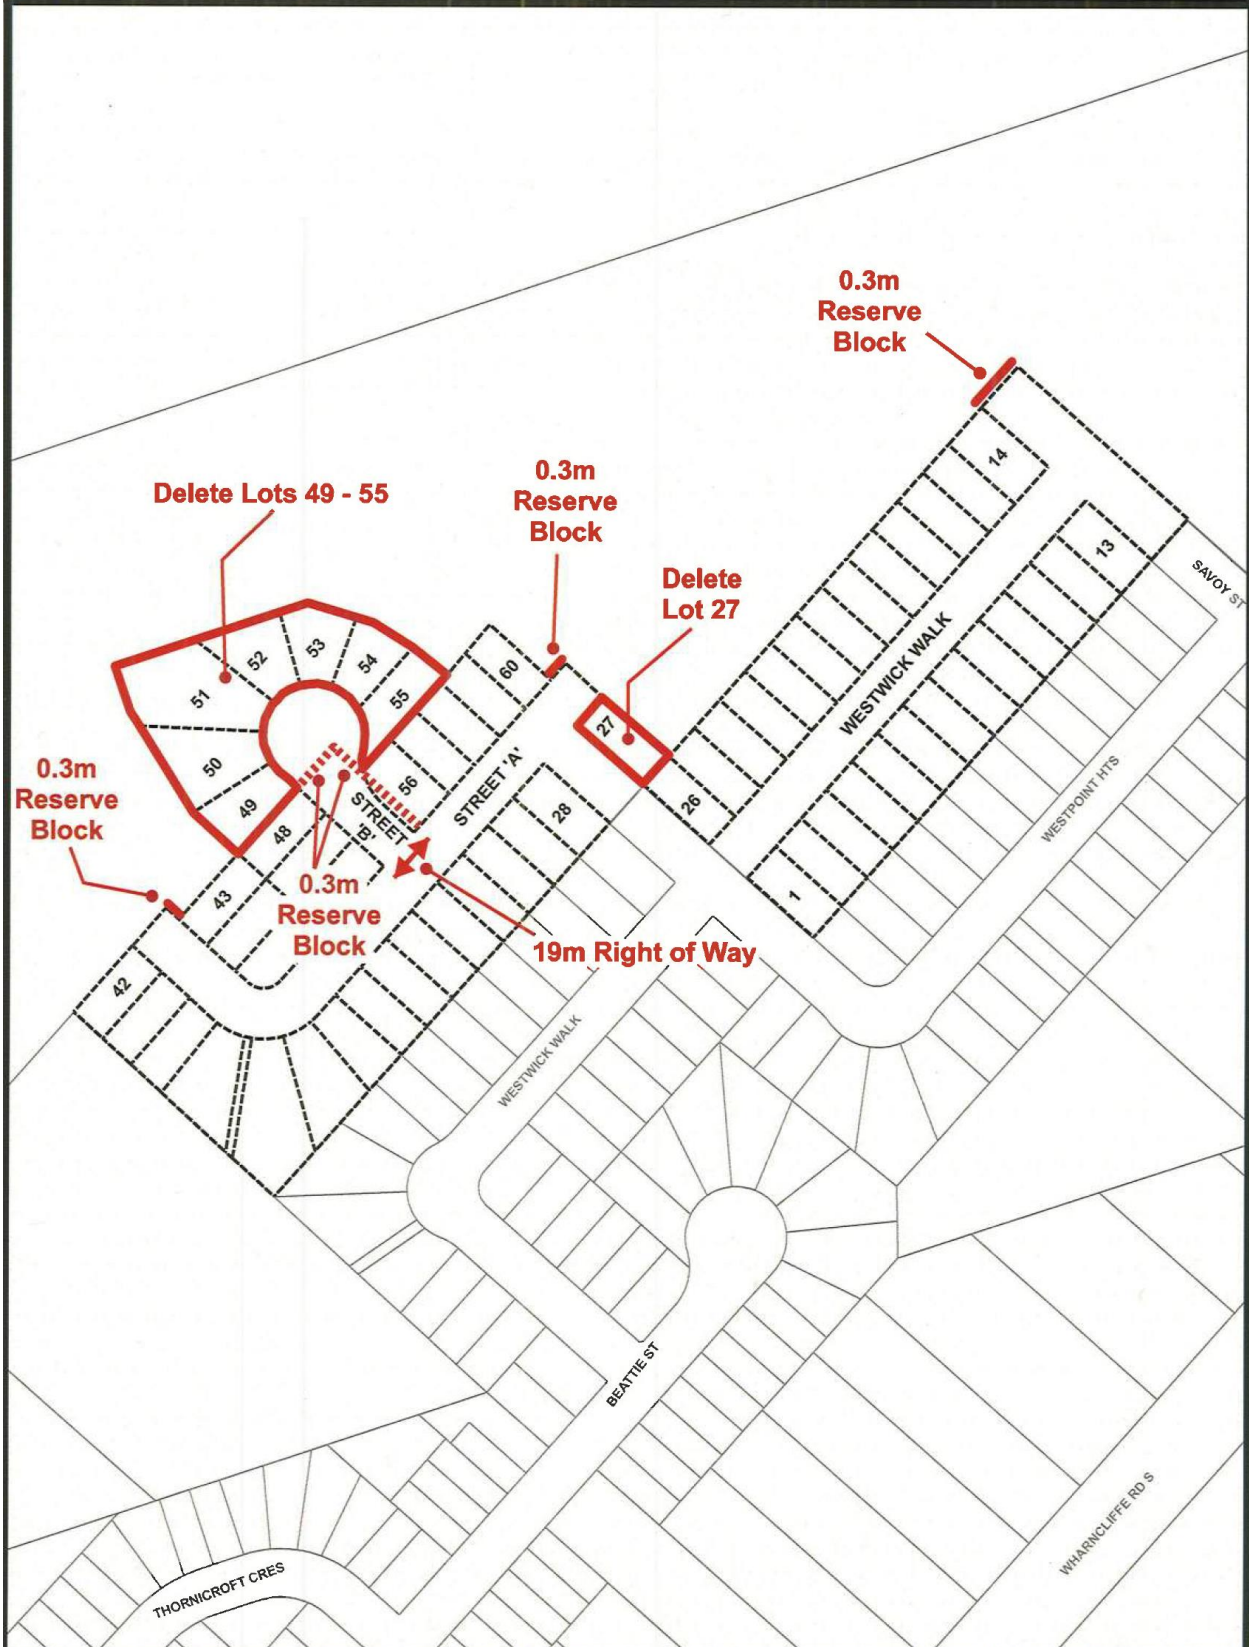 0.3m
Reserve
Block
14
0.3m
Reserve
Block
Delete Lots 49 - 55
13
SAVOY ST
Delete
Lot 27
WESTWICK WALK
53
52
54
60
51
55
27
50
STREET 'A'
WESTPOINT HTS
0.3m
Reserve
Block
56
26
49
STREET
'B'
28
48
43
0.3m
Reserve
Block
1
19m Right of Way
42
WESTWICK WALK
BEATTIE ST
WHARNCLIFFE RD S
THORNICROFT CRES